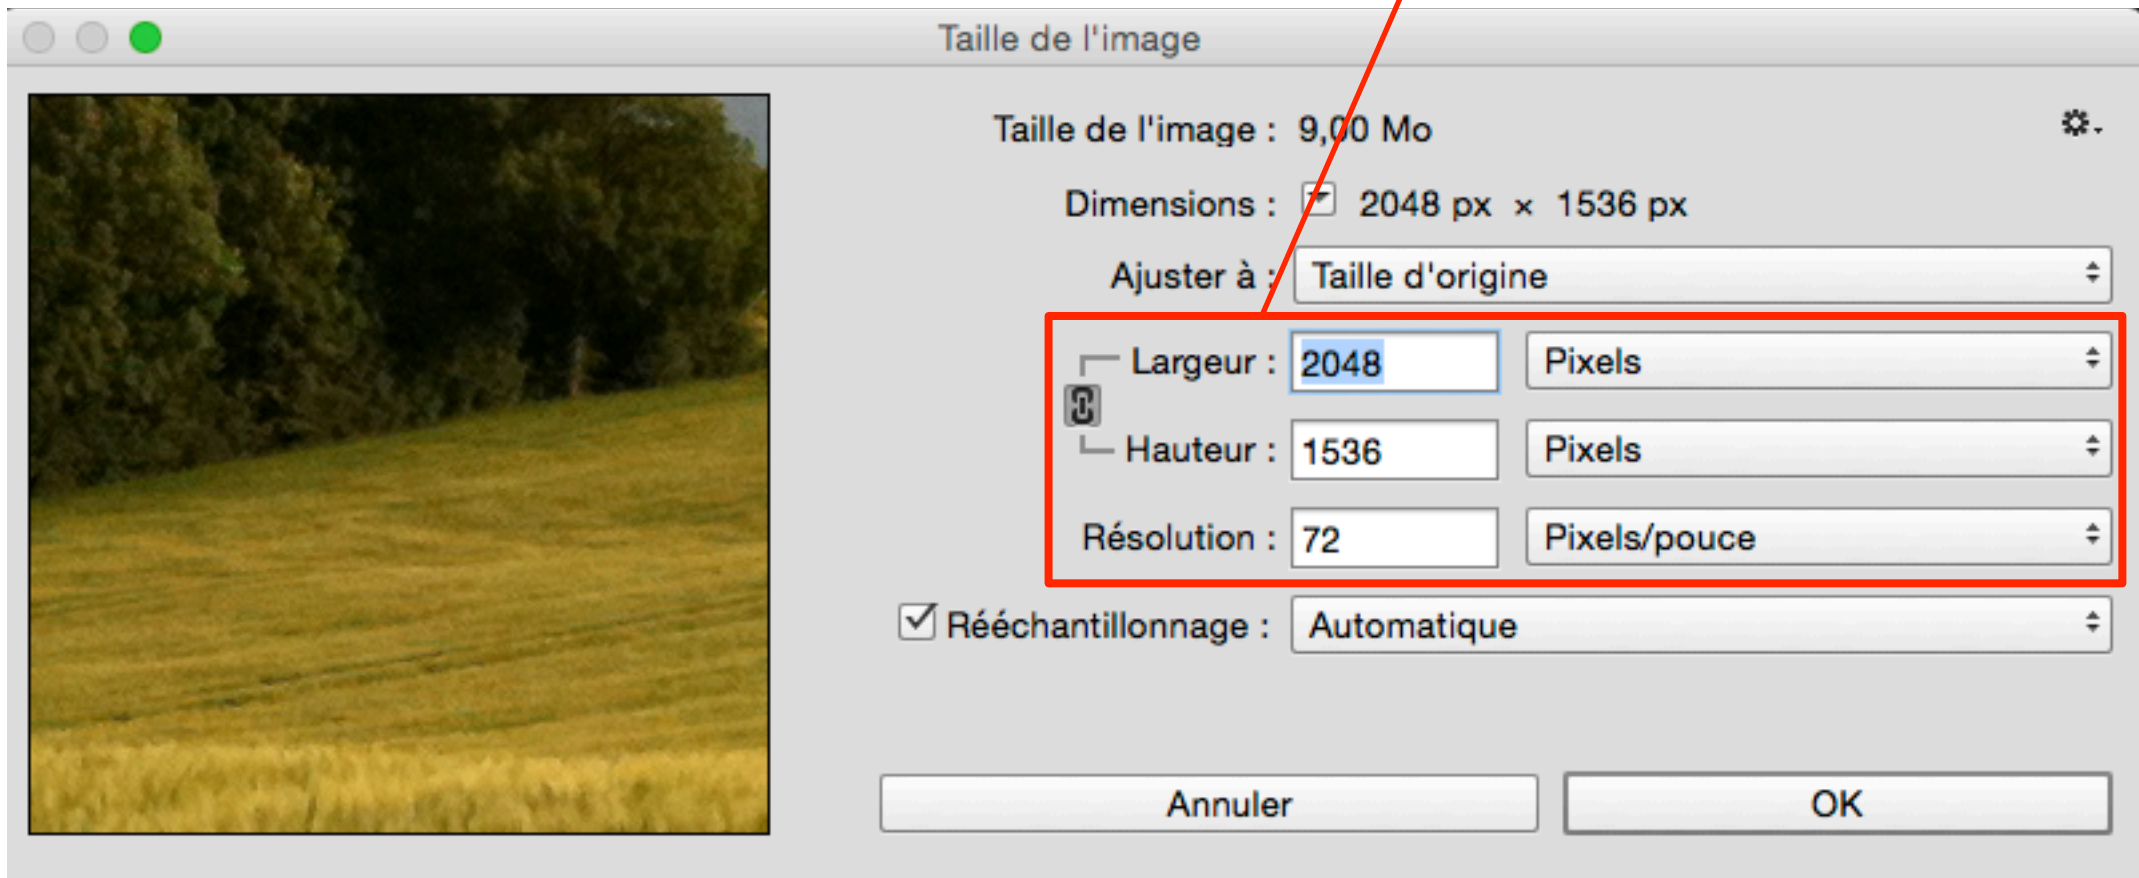 Taille de l'image
Taille de l'image : 9,00 Mo
Dimensions : 2048 px × 1536 px
Ajuster à : Taille d'origine
Largeur : 2048 Pixels
Hauteur : 1536 Pixels
Résolution : 72 Pixels/pouce
Rééchantillonnage : Automatique
Annuler OK